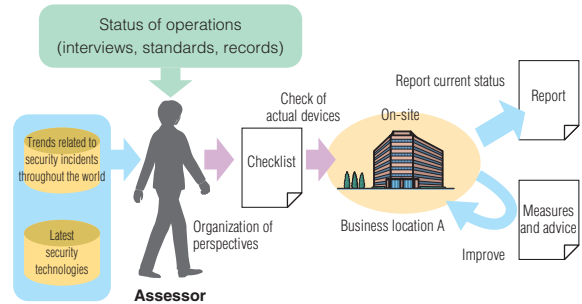 Status of operations
(interviews, standards, records)
Trends related to
security incidents
throughout the world
Latest
security
technologies
Assessor
Organization of
perspectives
Checklist
Check of
actual devices
On-site
Business location A
Report current status
Report
Measures
and advice
Improve